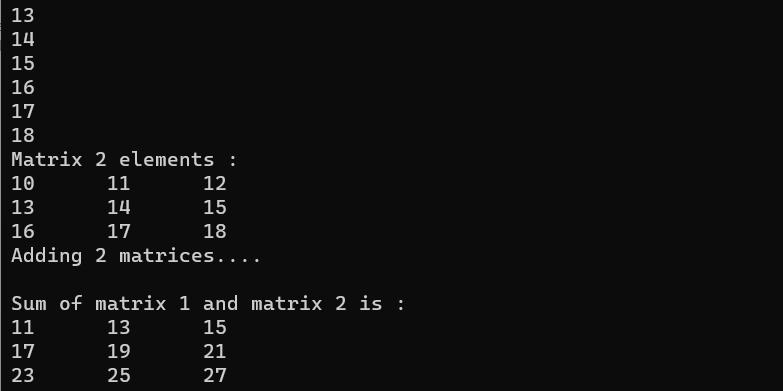 13
14
15
16
17
18
Matrix 2 elements :
10 11 12
13 14 15
16 17 18
Adding 2 matrices....
Sum of matrix 1 and matrix 2 is :
11 13 15
17 19 21
23 25 27